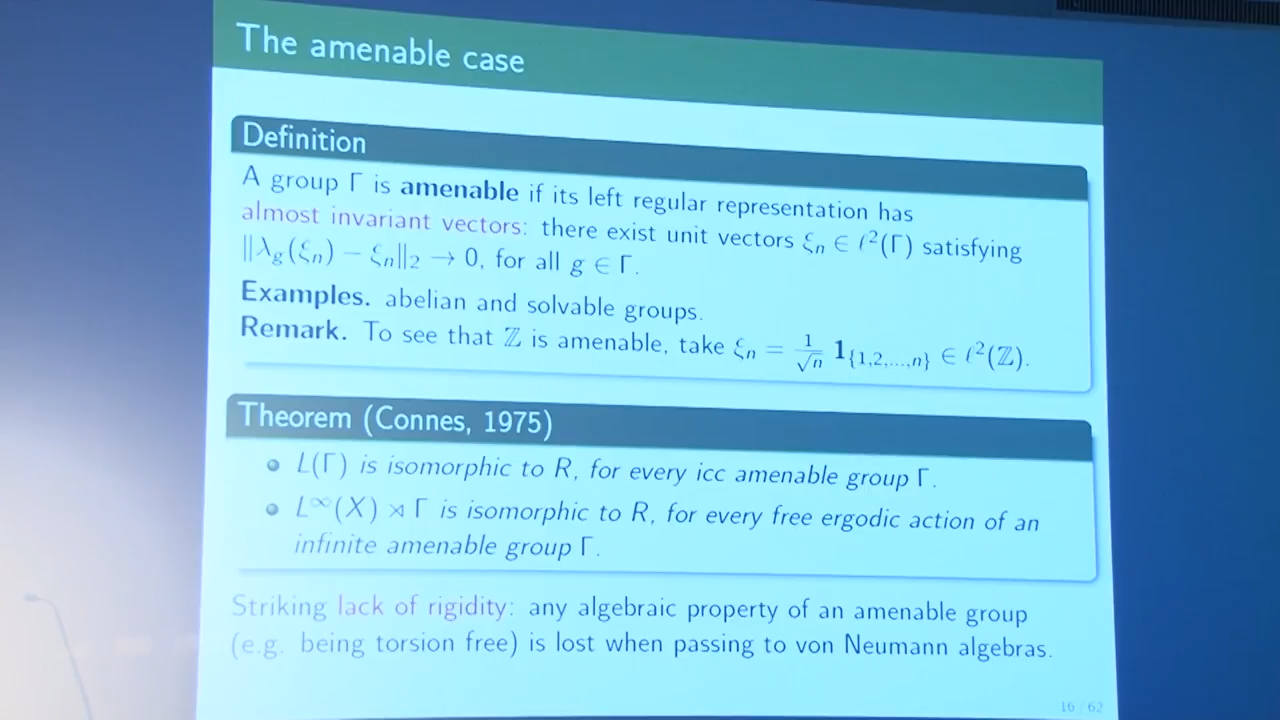 The amenable case
Definition
A group Γ is amenable if its left regular representation has
almost invariant vectors: there exist unit vectors ξₙ ∈ ℓ²(Γ) satisfying
‖λ_g(ξₙ) − ξₙ‖₂ → 0, for all g ∈ Γ.
Examples. abelian and solvable groups.
Remark. To see that ℤ is amenable, take ξₙ = 1/√n 1_{1,2,...,n} ∈ ℓ²(ℤ).
Theorem (Connes, 1975)
L(Γ) is isomorphic to R, for every icc amenable group Γ.
L^∞(X) ⋊ Γ is isomorphic to R, for every free ergodic action of an
infinite amenable group Γ.
Striking lack of rigidity: any algebraic property of an amenable group
(e.g. being torsion free) is lost when passing to von Neumann algebras.
16 / 62